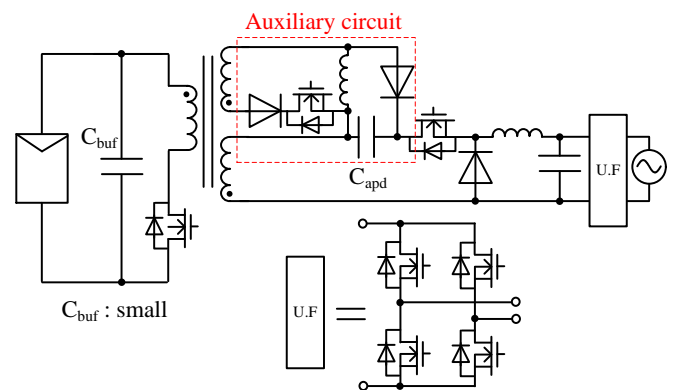 Auxiliary circuit
C_buf
C_apd
U.F
C_buf : small
U.F